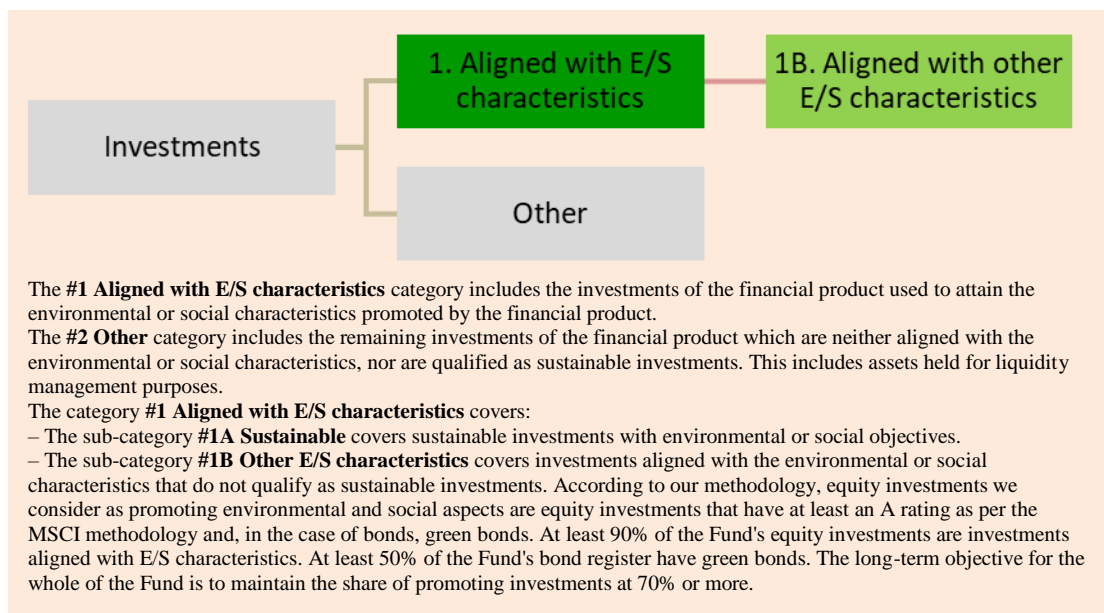 1. Aligned with E/S
characteristics
1B. Aligned with other
E/S characteristics
Investments
Other
The #1 Aligned with E/S characteristics category includes the investments of the financial product used to attain the
environmental or social characteristics promoted by the financial product.
The #2 Other category includes the remaining investments of the financial product which are neither aligned with the
environmental or social characteristics, nor are qualified as sustainable investments. This includes assets held for liquidity
management purposes.
The category #1 Aligned with E/S characteristics covers:
– The sub-category #1A Sustainable covers sustainable investments with environmental or social objectives.
– The sub-category #1B Other E/S characteristics covers investments aligned with the environmental or social
characteristics that do not qualify as sustainable investments. According to our methodology, equity investments we
consider as promoting environmental and social aspects are equity investments that have at least an A rating as per the
MSCI methodology and, in the case of bonds, green bonds. At least 90% of the Fund's equity investments are investments
aligned with E/S characteristics. At least 50% of the Fund's bond register have green bonds. The long-term objective for the
whole of the Fund is to maintain the share of promoting investments at 70% or more.